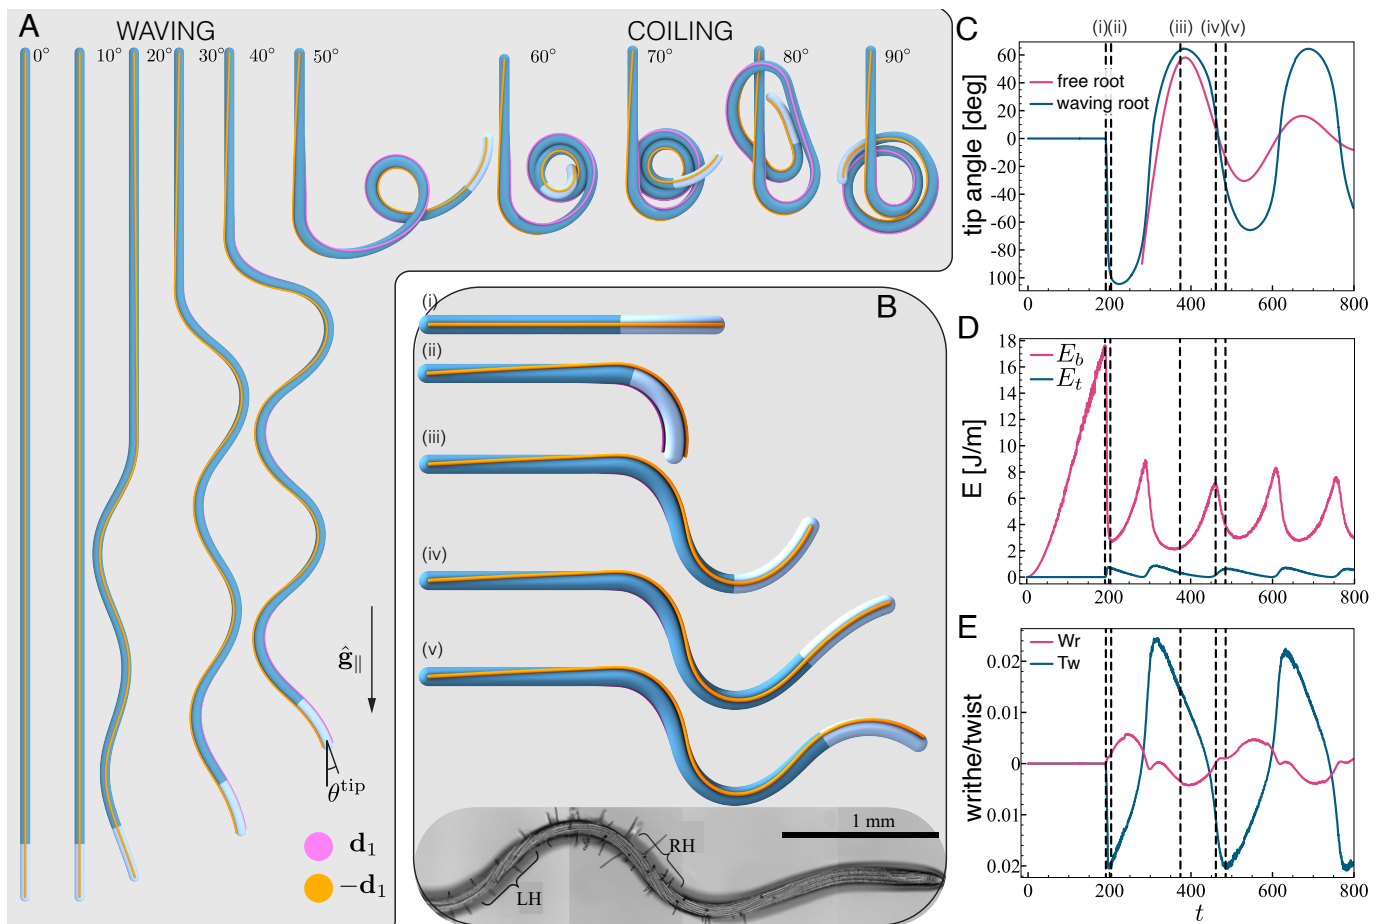 A
WAVING
COILING
0°
10°
20°
30°
40°
50°
60°
70°
80°
90°
ĝ∥
θtip
d1
−d1
B
(i)
(ii)
(iii)
(iv)
(v)
1 mm
LH
RH
C
(i)(ii)
(iii)
(iv)(v)
tip angle [deg]
60
40
20
0
-20
-40
-60
-80
100
free root
waving root
0 200 400 600 800
D
E [J/m]
18
16
14
12
10
8
6
4
2
0
Eb
Et
0 200 400 600 800
E
writhe/twist
0.02
0.01
0
0.01
0.02
Wr
Tw
0 200 400 600 800
t